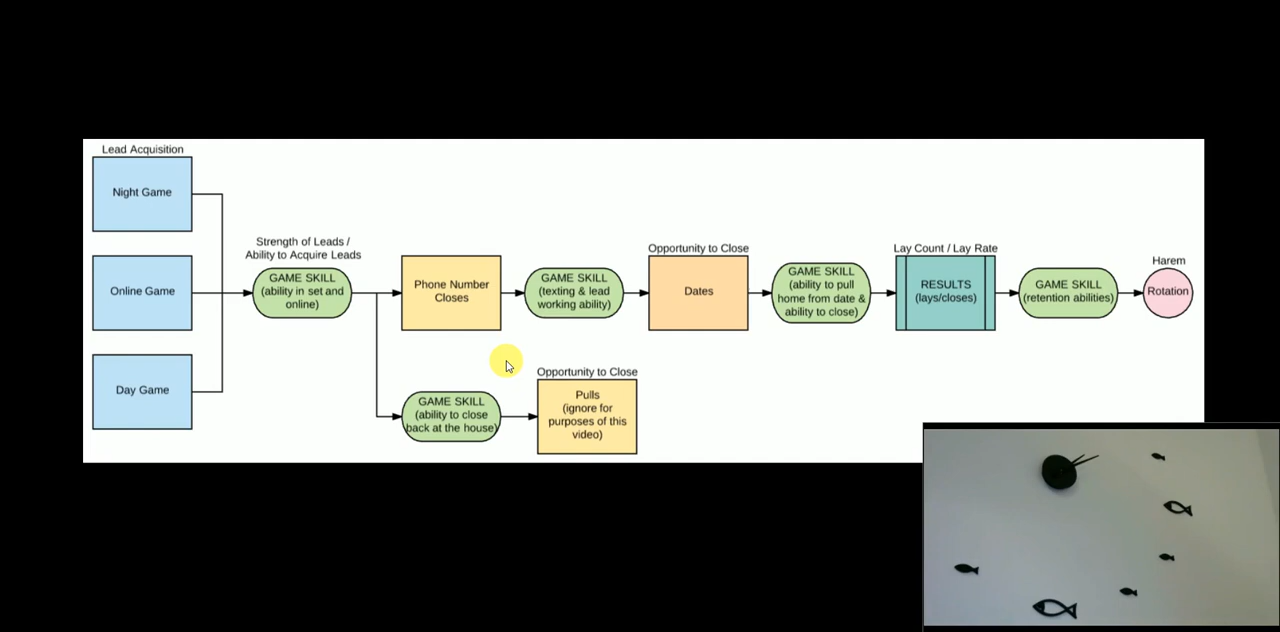 Lead Acquisition
Night Game
Online Game
Day Game
Strength of Leads /
Ability to Acquire Leads
GAME SKILL
(ability in set and
online)
Phone Number
Closes
GAME SKILL
(texting & lead
working ability)
Opportunity to Close
Dates
GAME SKILL
(ability to pull
home from date &
ability to close)
Lay Count / Lay Rate
RESULTS
(lays/closes)
GAME SKILL
(retention abilities)
Harem
Rotation
GAME SKILL
(ability to close
back at the house)
Opportunity to Close
Pulls
(ignore for
purposes of this
video)